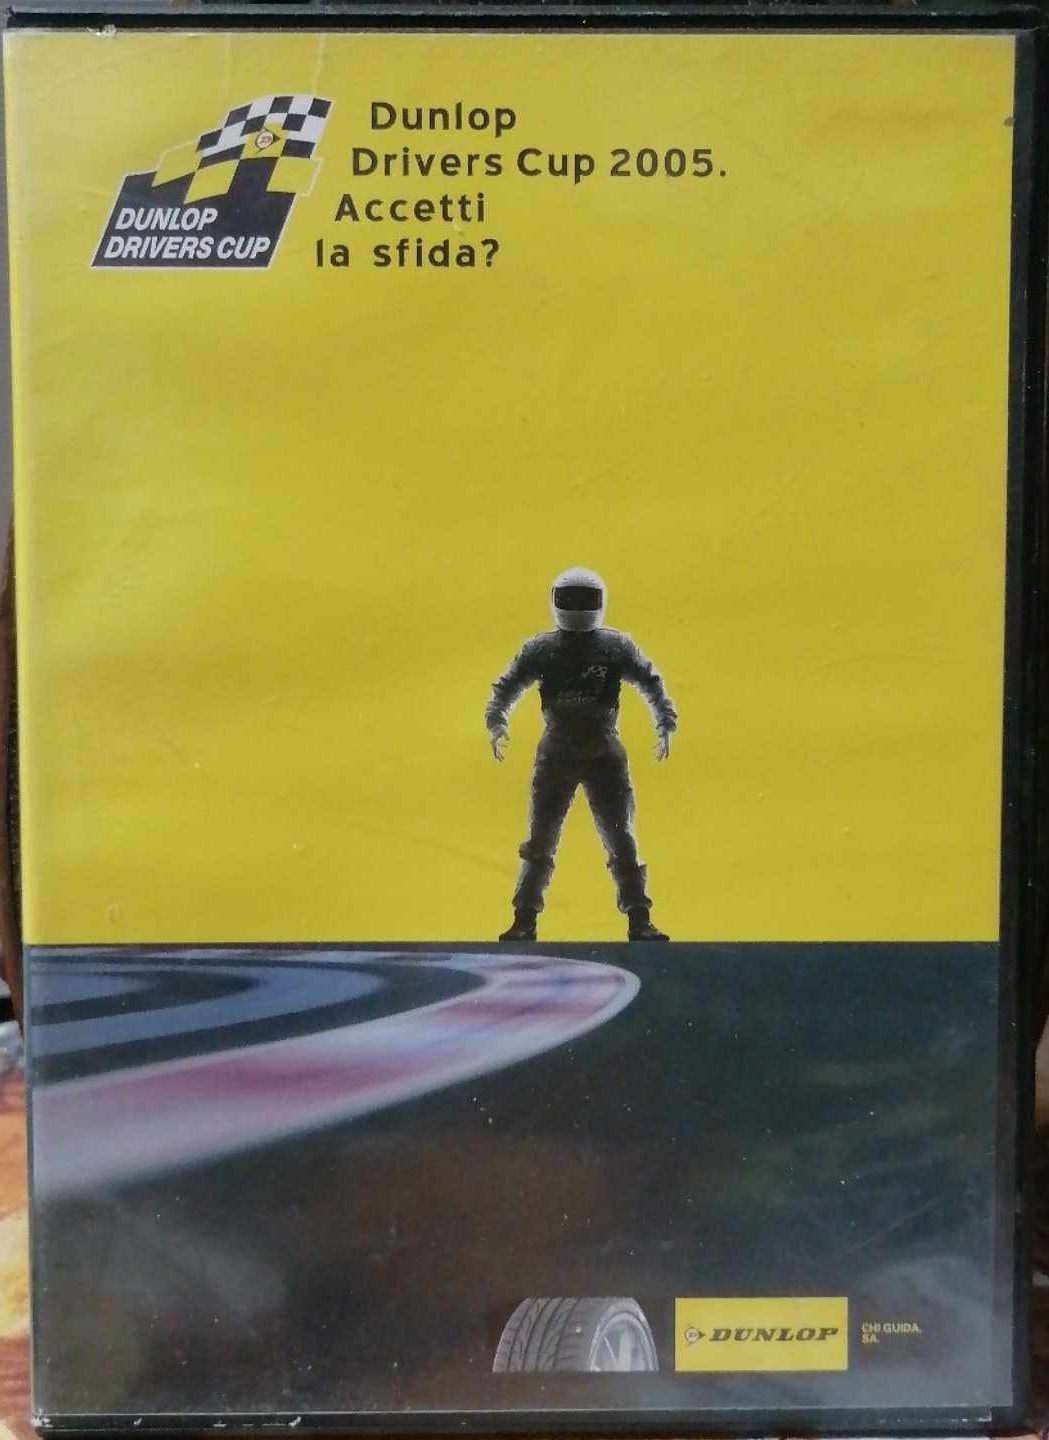 Dunlop
Drivers Cup 2005.
Accetti
la sfida?
DUNLOP
DRIVERS CUP
DUNLOP
CHI GUIDA,
SA.